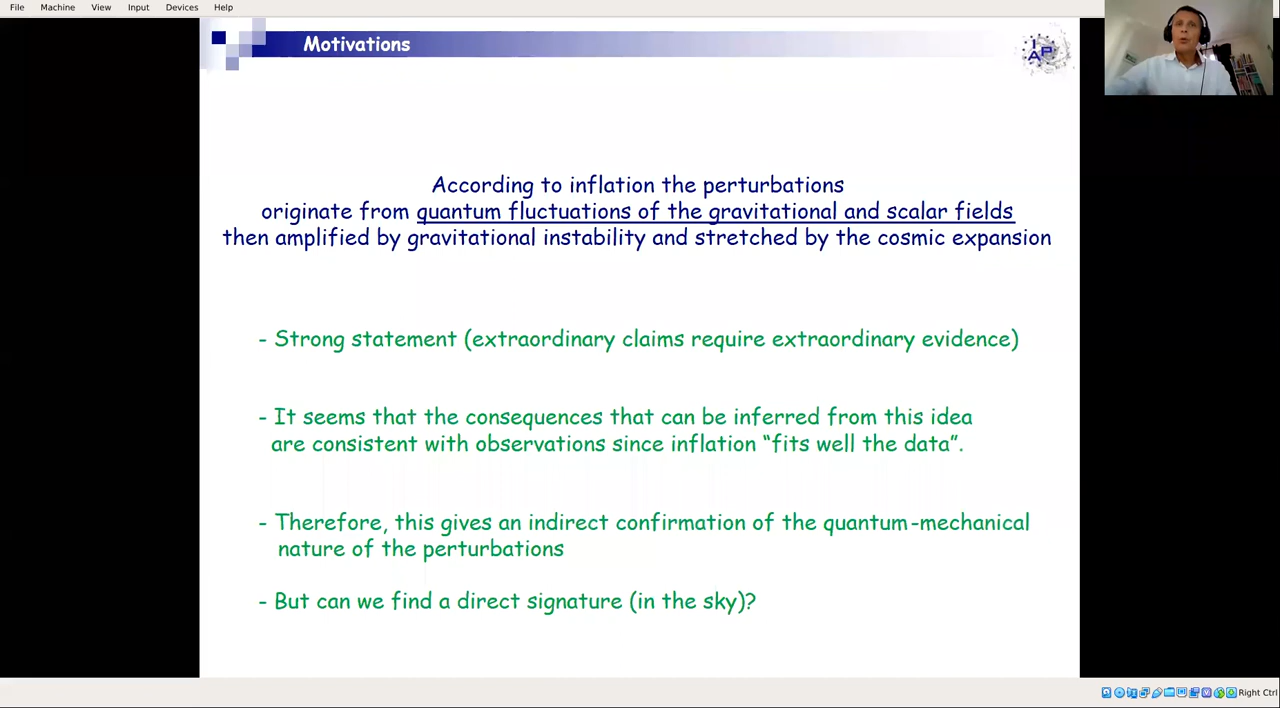 File Machine View Input Devices Help
Motivations
IAP
According to inflation the perturbations
originate from quantum fluctuations of the gravitational and scalar fields
then amplified by gravitational instability and stretched by the cosmic expansion
- Strong statement (extraordinary claims require extraordinary evidence)
- It seems that the consequences that can be inferred from this idea
are consistent with observations since inflation “fits well the data”.
- Therefore, this gives an indirect confirmation of the quantum-mechanical
nature of the perturbations
- But can we find a direct signature (in the sky)?
Right Ctrl